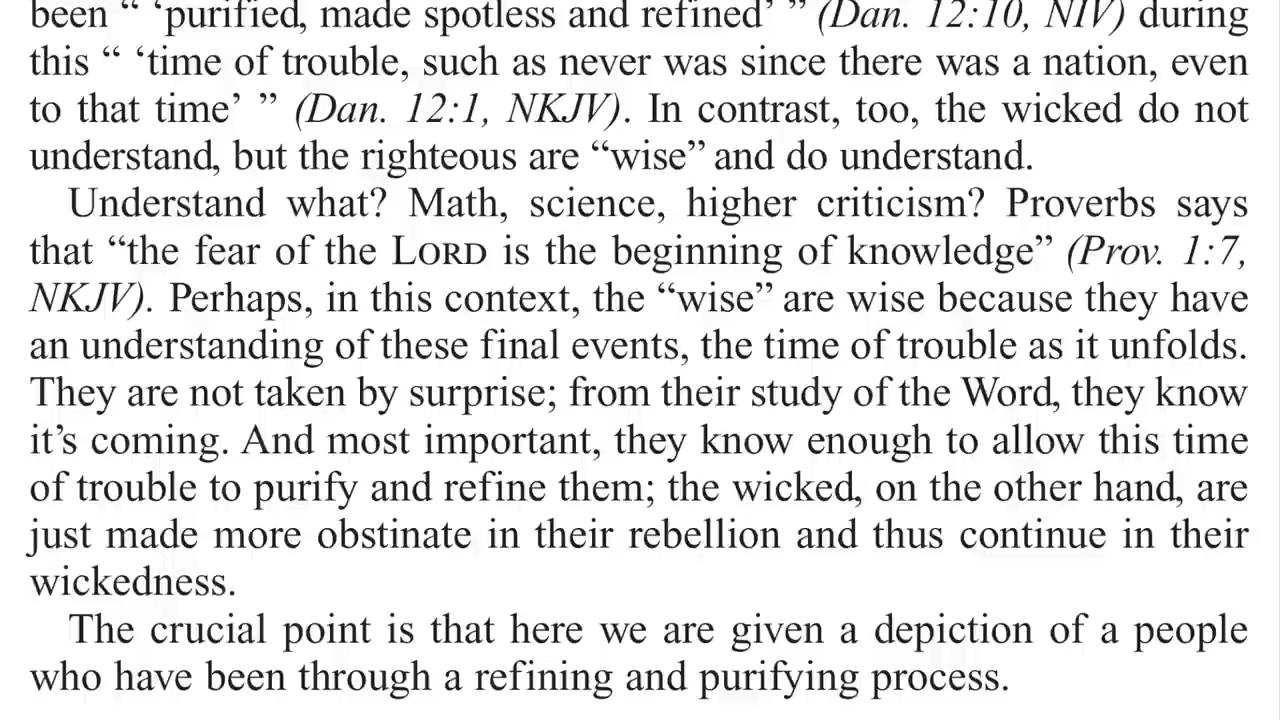 been “ ‘purified, made spotless and refined’ ” (Dan. 12:10, NIV) during
this “ ‘time of trouble, such as never was since there was a nation, even
to that time’ ” (Dan. 12:1, NKJV). In contrast, too, the wicked do not
understand, but the righteous are “wise” and do understand.
Understand what? Math, science, higher criticism? Proverbs says
that “the fear of the LORD is the beginning of knowledge” (Prov. 1:7,
NKJV). Perhaps, in this context, the “wise” are wise because they have
an understanding of these final events, the time of trouble as it unfolds.
They are not taken by surprise; from their study of the Word, they know
it’s coming. And most important, they know enough to allow this time
of trouble to purify and refine them; the wicked, on the other hand, are
just made more obstinate in their rebellion and thus continue in their
wickedness.
The crucial point is that here we are given a depiction of a people
who have been through a refining and purifying process.